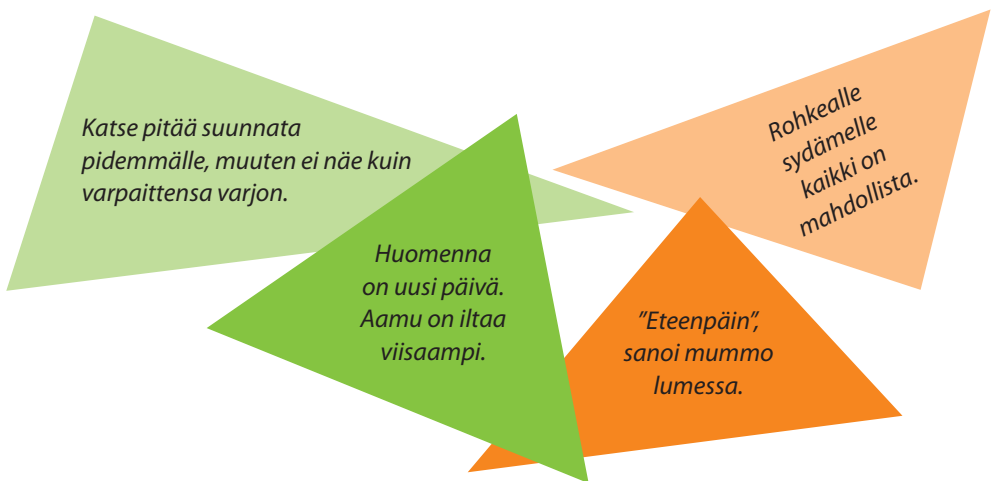 Katse pitää suunnata
pidemmälle, muuten ei näe kuin
varpaittensa varjon.
Rohkealle
sydämelle
kaikki on
mahdollista.
Huomenna
on uusi päivä.
Aamu on iltaa
viisaampi.
”Eteenpäin”,
sanoi mummo
lumessa.